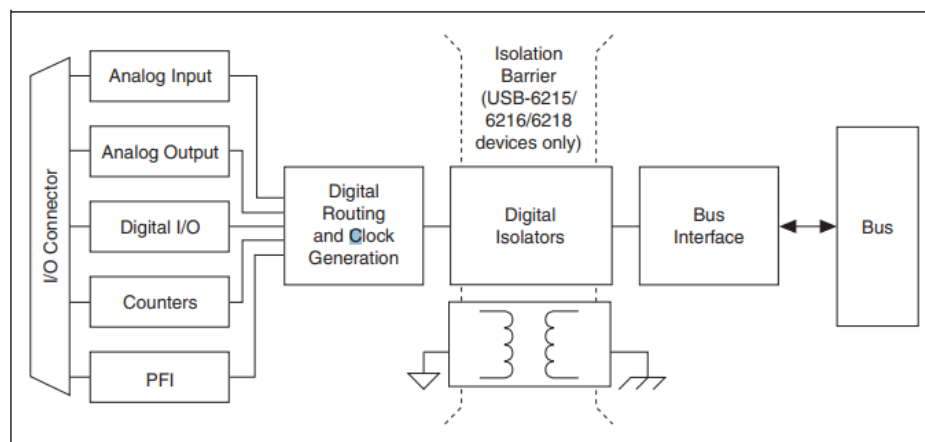 I/O Connector
Analog Input
Analog Output
Digital I/O
Counters
PFI
Digital
Routing
and Clock
Generation
Isolation
Barrier
(USB-6215/
6216/6218
devices only)
Digital
Isolators
Bus
Interface
Bus